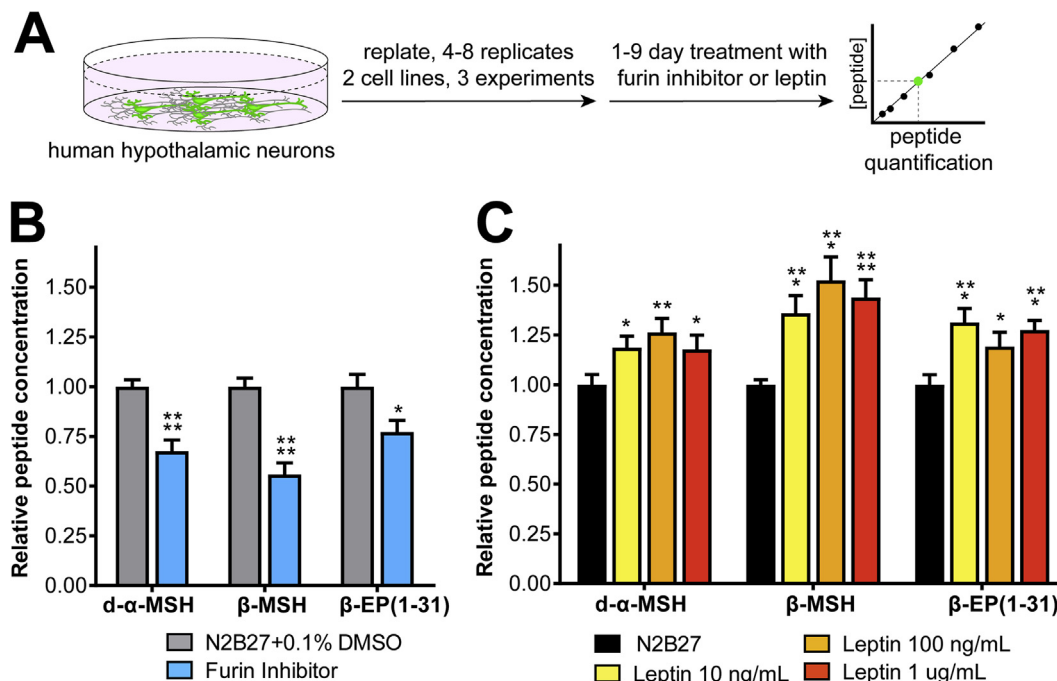 A
replate, 4-8 replicates
2 cell lines, 3 experiments
1-9 day treatment with
furin inhibitor or leptin
[peptide]
human hypothalamic neurons
peptide
quantification
B
Relative peptide concentration
1.50
1.25
1.00
0.75
0.50
0.25
0.00
** **
** **
*
d-α-MSH β-MSH β-EP(1-31)
N2B27+0.1% DMSO
Furin Inhibitor
C
Relative peptide concentration
1.50
1.25
1.00
0.75
0.50
0.25
0.00
* ** *
** * ** * ** **
** * * ** *
d-α-MSH β-MSH β-EP(1-31)
N2B27 Leptin 100 ng/mL
Leptin 10 ng/mL Leptin 1 ug/mL